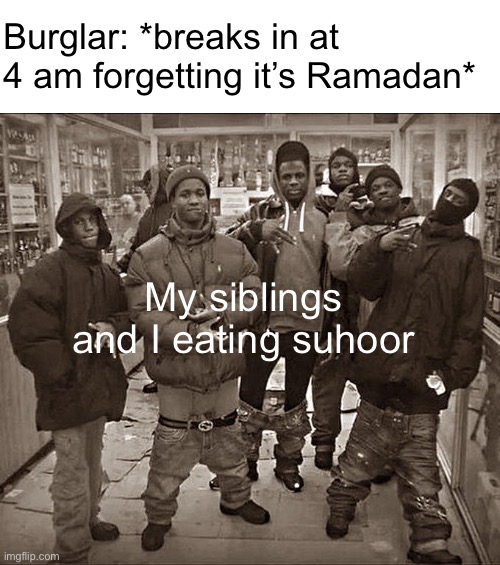 Burglar: *breaks in at
4 am forgetting it’s Ramadan*
My siblings
and I eating suhoor
imgflip.com